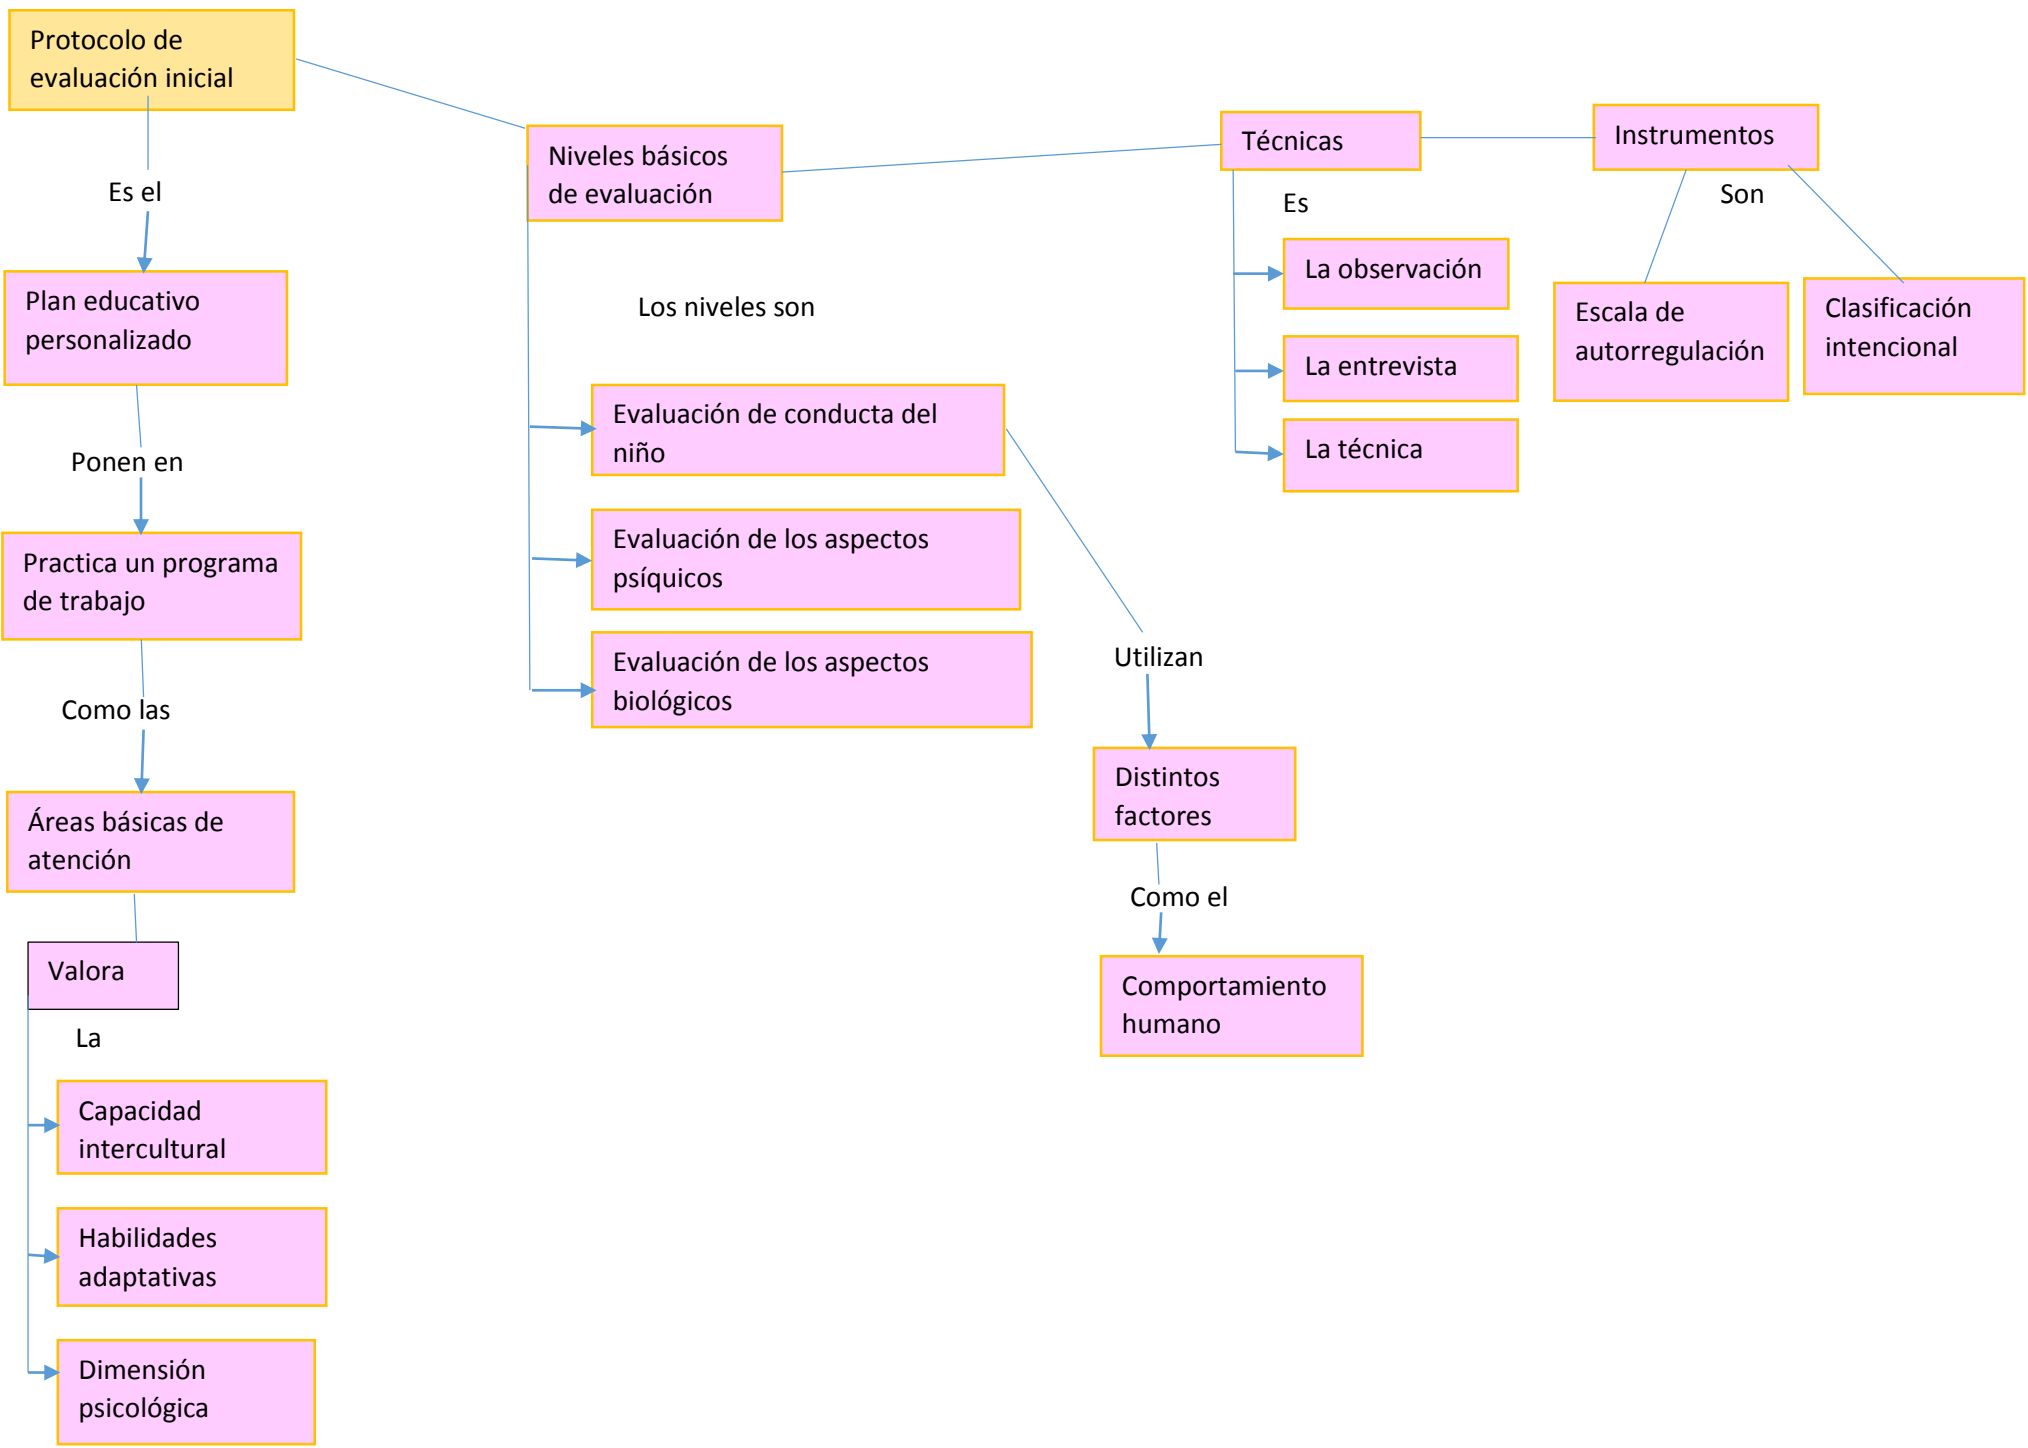 Protocolo de
evaluación inicial
Es el
Plan educativo
personalizado
Ponen en
Practica un programa
de trabajo
Como las
Áreas básicas de
atención
Valora
La
Capacidad
intercultural
Habilidades
adaptativas
Dimensión
psicológica
Niveles básicos
de evaluación
Los niveles son
Evaluación de conducta del
niño
Evaluación de los aspectos
psíquicos
Evaluación de los aspectos
biológicos
Utilizan
Distintos
factores
Como el
Comportamiento
humano
Técnicas
Es
La observación
La entrevista
La técnica
Instrumentos
Son
Escala de
autorregulación
Clasificación
intencional